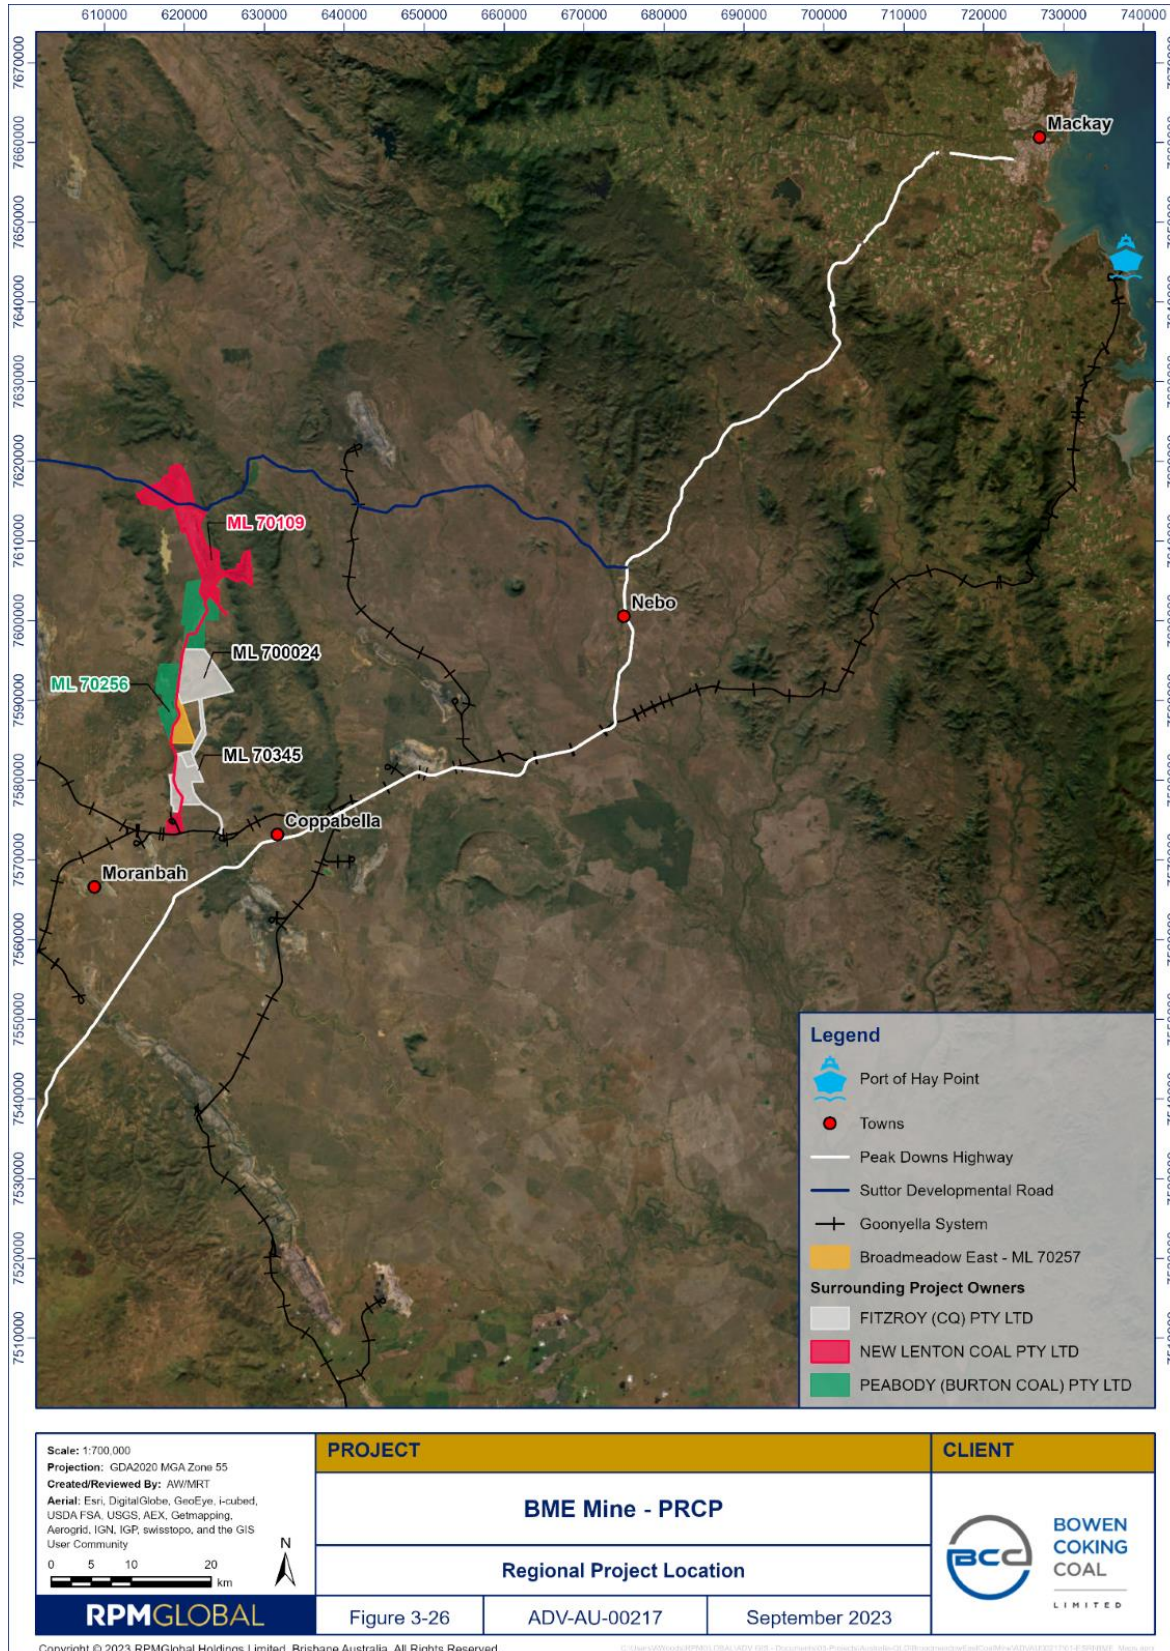 610000 620000 630000 640000 650000 660000 670000 680000 690000 700000 710000 720000 730000 740000
7670000
7660000
7650000
7640000
7630000
7620000
7610000
7600000
7590000
7580000
7570000
7560000
7550000
7540000
7530000
7520000
7510000
Mackay
ML 70109
Nebo
ML 700024
ML 70256
ML 70345
Coppabella
Moranbah
Legend
Port of Hay Point
Towns
Peak Downs Highway
Suttor Developmental Road
Goonyella System
Broadmeadow East - ML 70257
Surrounding Project Owners
FITZROY (CQ) PTY LTD
NEW LENTON COAL PTY LTD
PEABODY (BURTON COAL) PTY LTD
Scale: 1:700,000
Projection: GDA2020 MGA Zone 55
Created/Reviewed By: AW/MRT
Aerial: Esri, DigitalGlobe, GeoEye, i-cubed,
USDA FSA, USGS, AEX, Getmapping,
Aerogrid, IGN, IGP, swisstopo, and the GIS
User Community
N
0 5 10 20
km
RPMGLOBAL
PROJECT
BME Mine - PRCP
Regional Project Location
Figure 3-26
ADV-AU-00217
September 2023
CLIENT
BCC
BOWEN
COKING
COAL
LIMITED
Copyright © 2023 RPMGlobal Holdings Limited, Brisbane Australia. All Rights Reserved